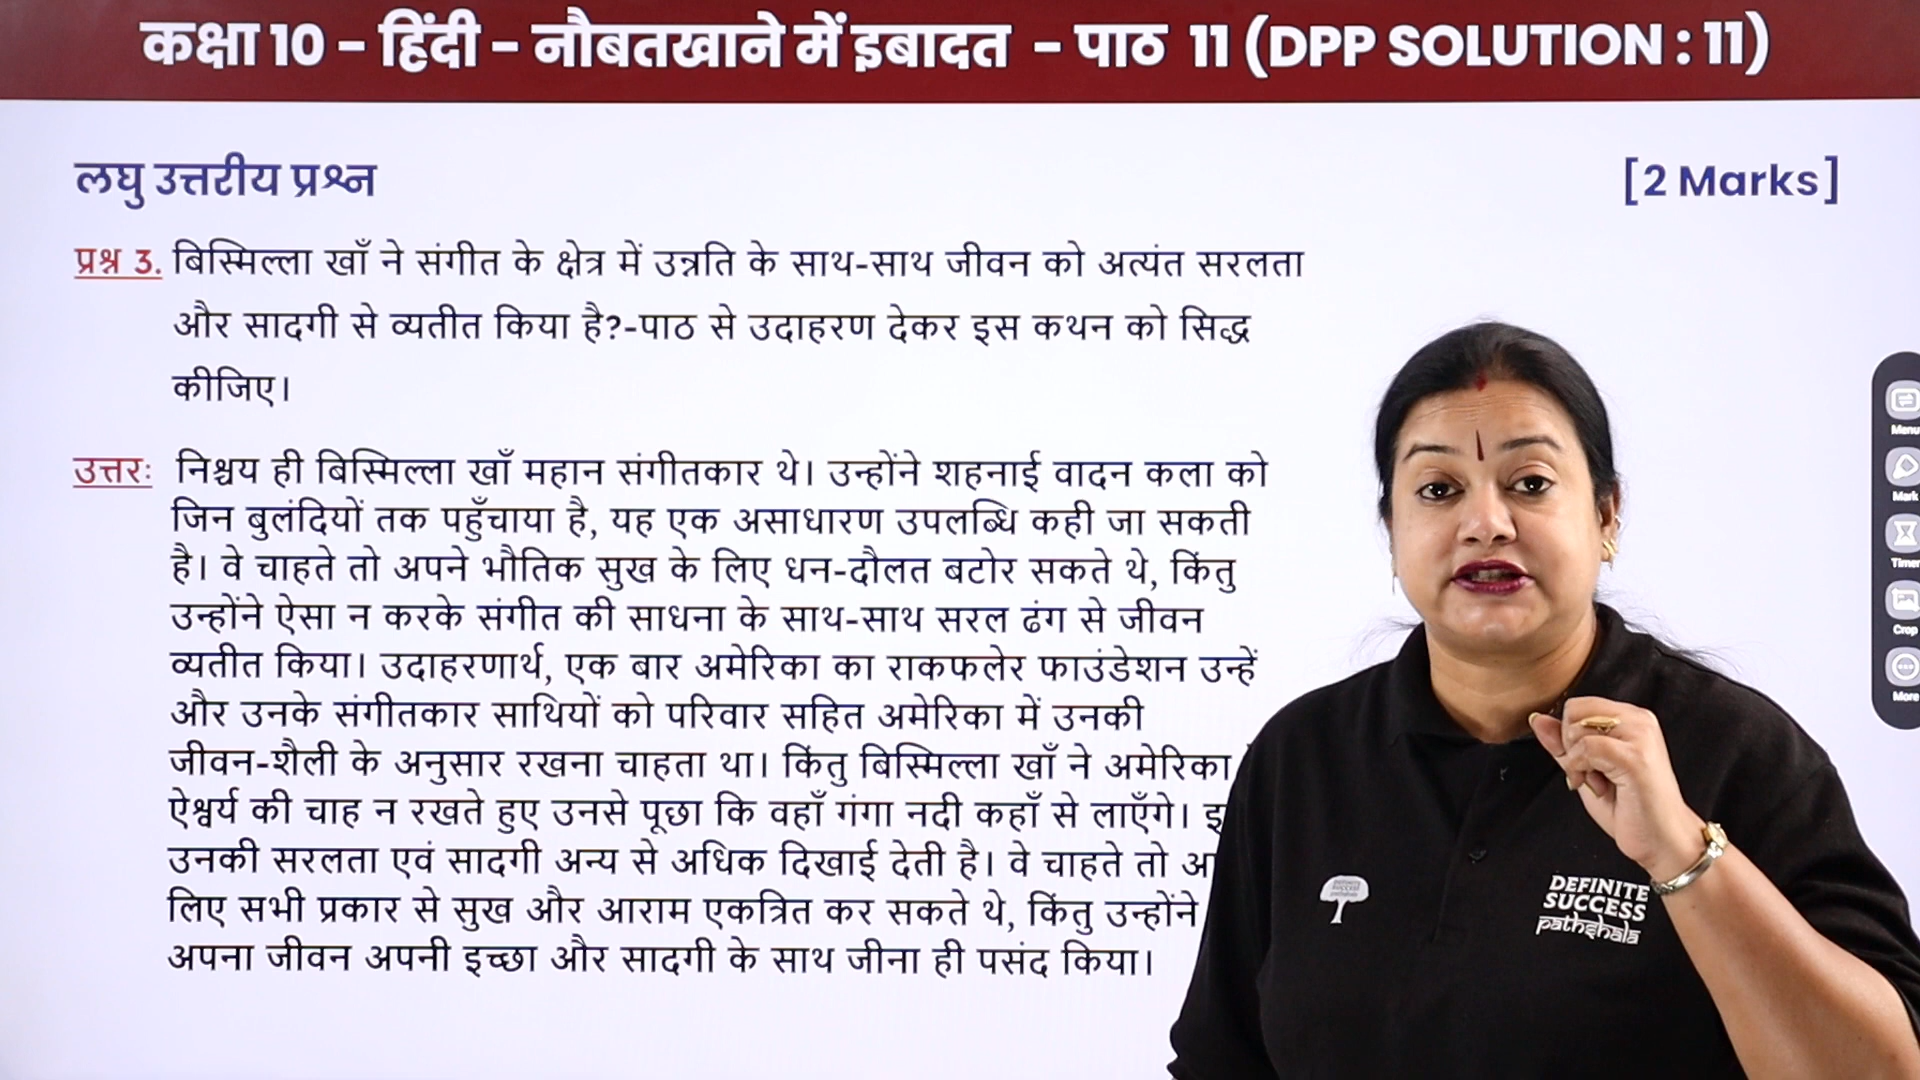 कक्षा 10 – हिंदी – नौबतखाने में इबादत – पाठ 11 (DPP SOLUTION : 11)
लघु उत्तरीय प्रश्न [2 Marks]
प्रश्न 3. बिस्मिल्ला खाँ ने संगीत के क्षेत्र में उन्नति के साथ-साथ जीवन को अत्यंत सरलता
और सादगी से व्यतीत किया है?-पाठ से उदाहरण देकर इस कथन को सिद्ध
कीजिए।
उत्तरः निश्चय ही बिस्मिल्ला खाँ महान संगीतकार थे। उन्होंने शहनाई वादन कला को
जिन बुलंदियों तक पहुँचाया है, यह एक असाधारण उपलब्धि कही जा सकती
है। वे चाहते तो अपने भौतिक सुख के लिए धन-दौलत बटोर सकते थे, किंतु
उन्होंने ऐसा न करके संगीत की साधना के साथ-साथ सरल ढंग से जीवन
व्यतीत किया। उदाहरणार्थ, एक बार अमेरिका का राकफलेर फाउंडेशन उन्हें
और उनके संगीतकार साथियों को परिवार सहित अमेरिका में उनकी
जीवन-शैली के अनुसार रखना चाहता था। किंतु बिस्मिल्ला खाँ ने अमेरिका
ऐश्वर्य की चाह न रखते हुए उनसे पूछा कि वहाँ गंगा नदी कहाँ से लाएँगे।
उनकी सरलता एवं सादगी अन्य से अधिक दिखाई देती है। वे चाहते तो
लिए सभी प्रकार से सुख और आराम एकत्रित कर सकते थे, किंतु उन्होंने
अपना जीवन अपनी इच्छा और सादगी के साथ जीना ही पसंद किया।
Menu
Mark
Timer
Crop
More
DEFINITE
SUCCESS
pathshala